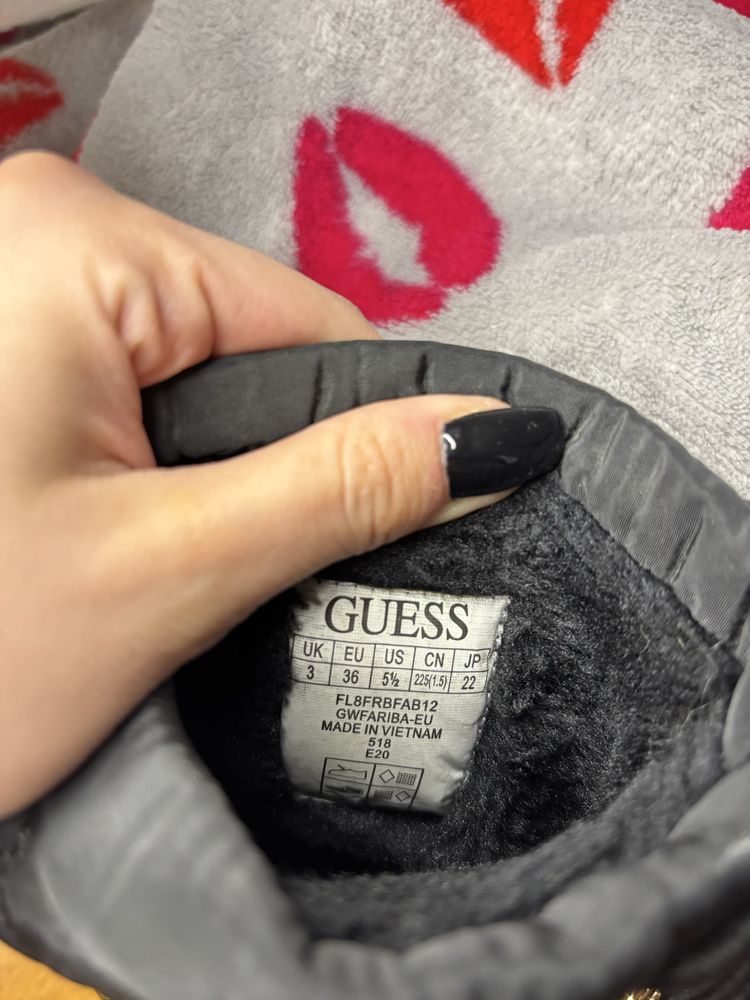 GUESS
UK EU US CN JP
3 36 5½ 225(1.5) 22
FL8FRBFAB12
GWFARIBA-EU
MADE IN VIETNAM
518
E20